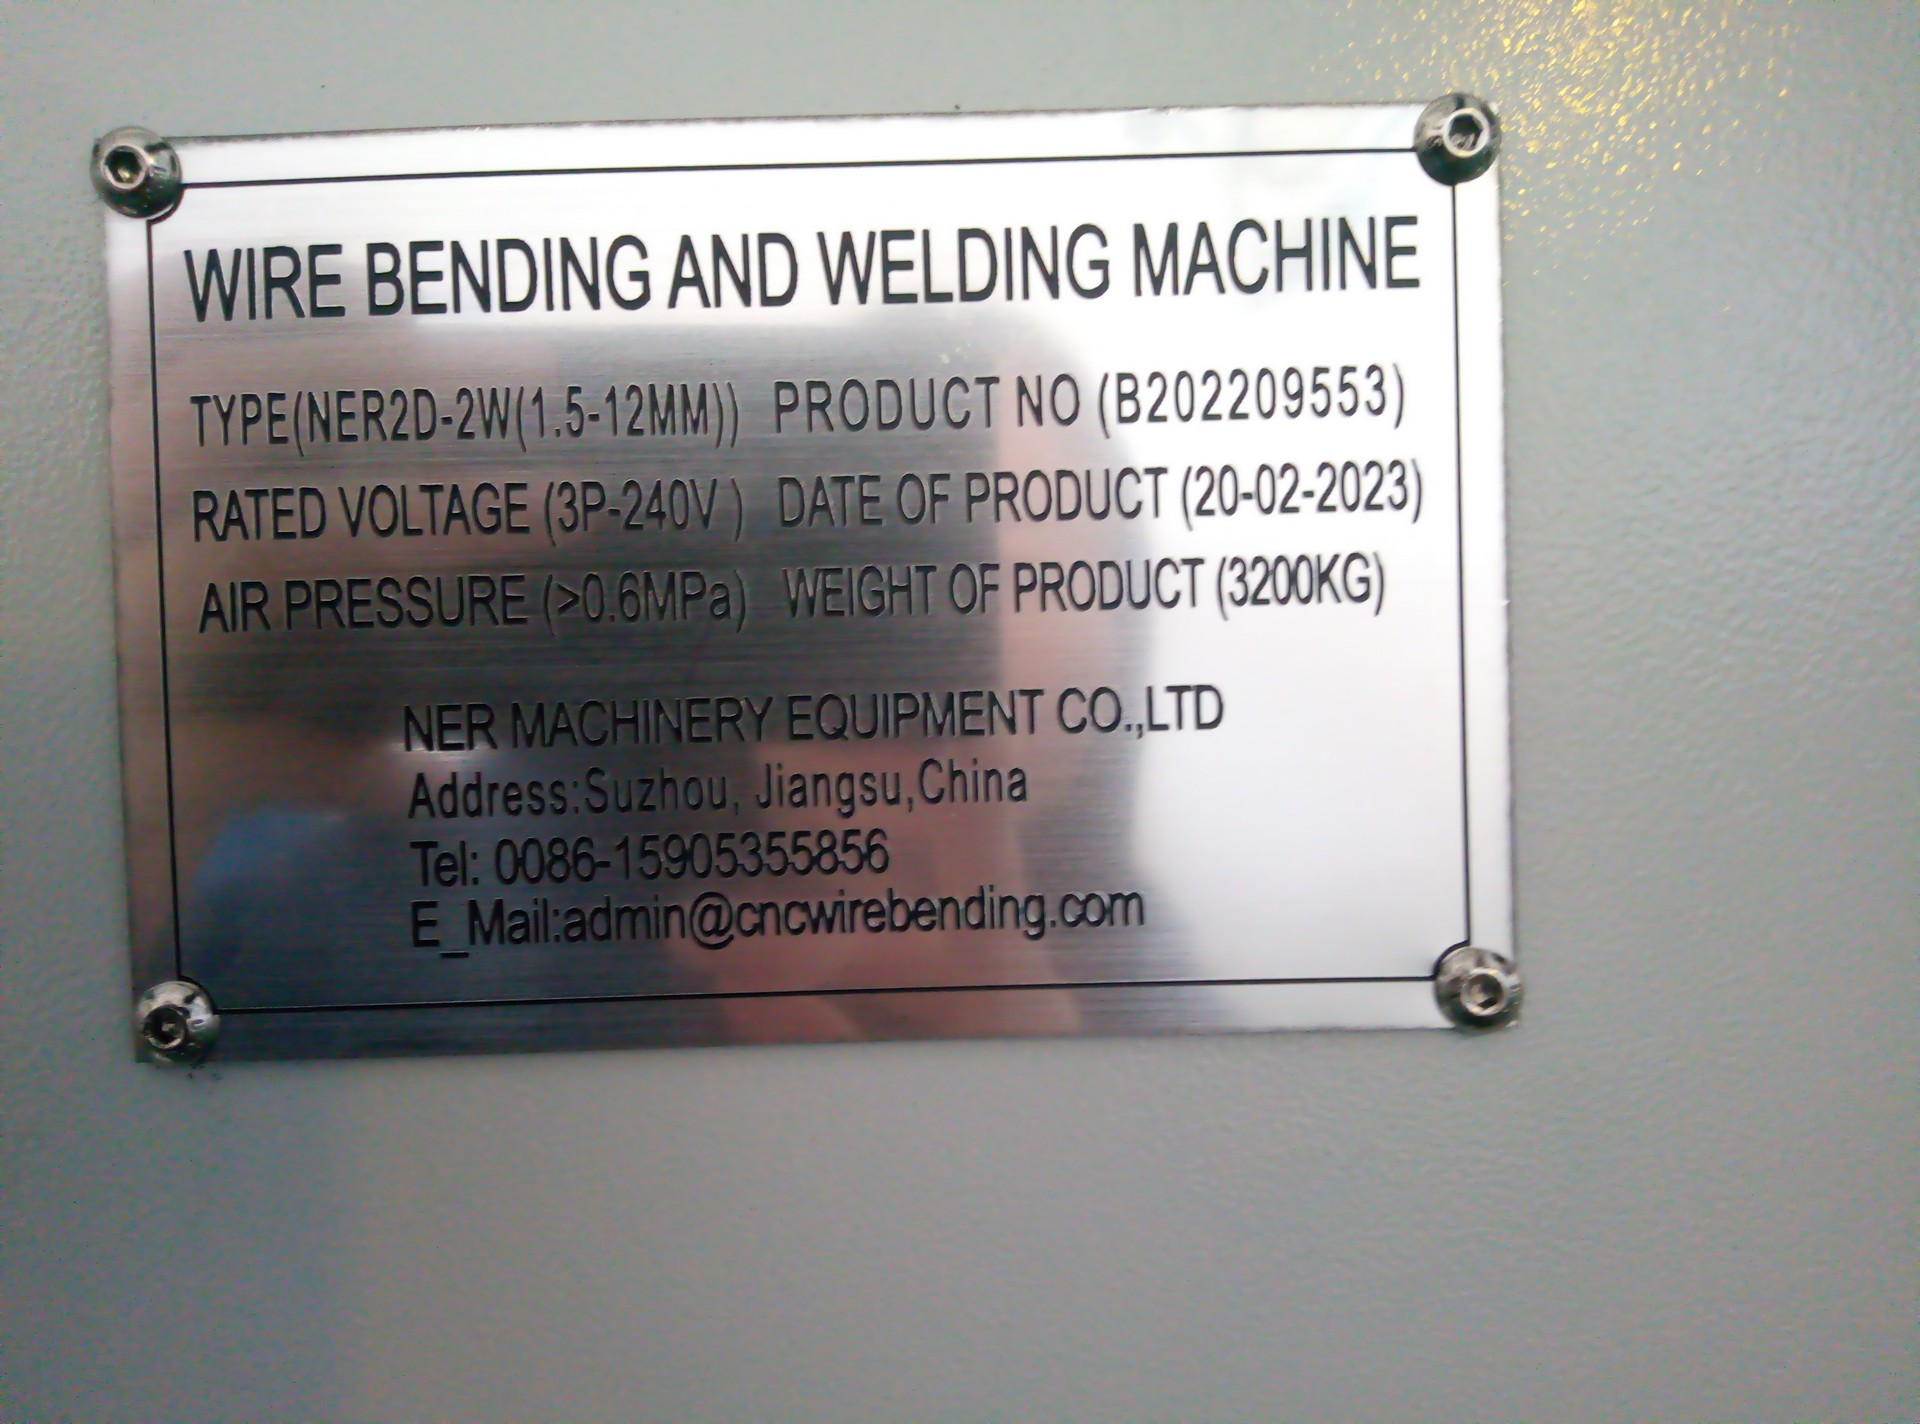 WIRE BENDING AND WELDING MACHINE
TYPE(NER2D-2W(1.5-12MM)) PRODUCT NO (B202209553)
RATED VOLTAGE (3P-240V ) DATE OF PRODUCT (20-02-2023)
AIR PRESSURE (>0.6MPa) WEIGHT OF PRODUCT (3200KG)
NER MACHINERY EQUIPMENT CO.,LTD
Address:Suzhou, Jiangsu,China
Tel: 0086-15905355856
E_Mail:admin@cncwirebending.com